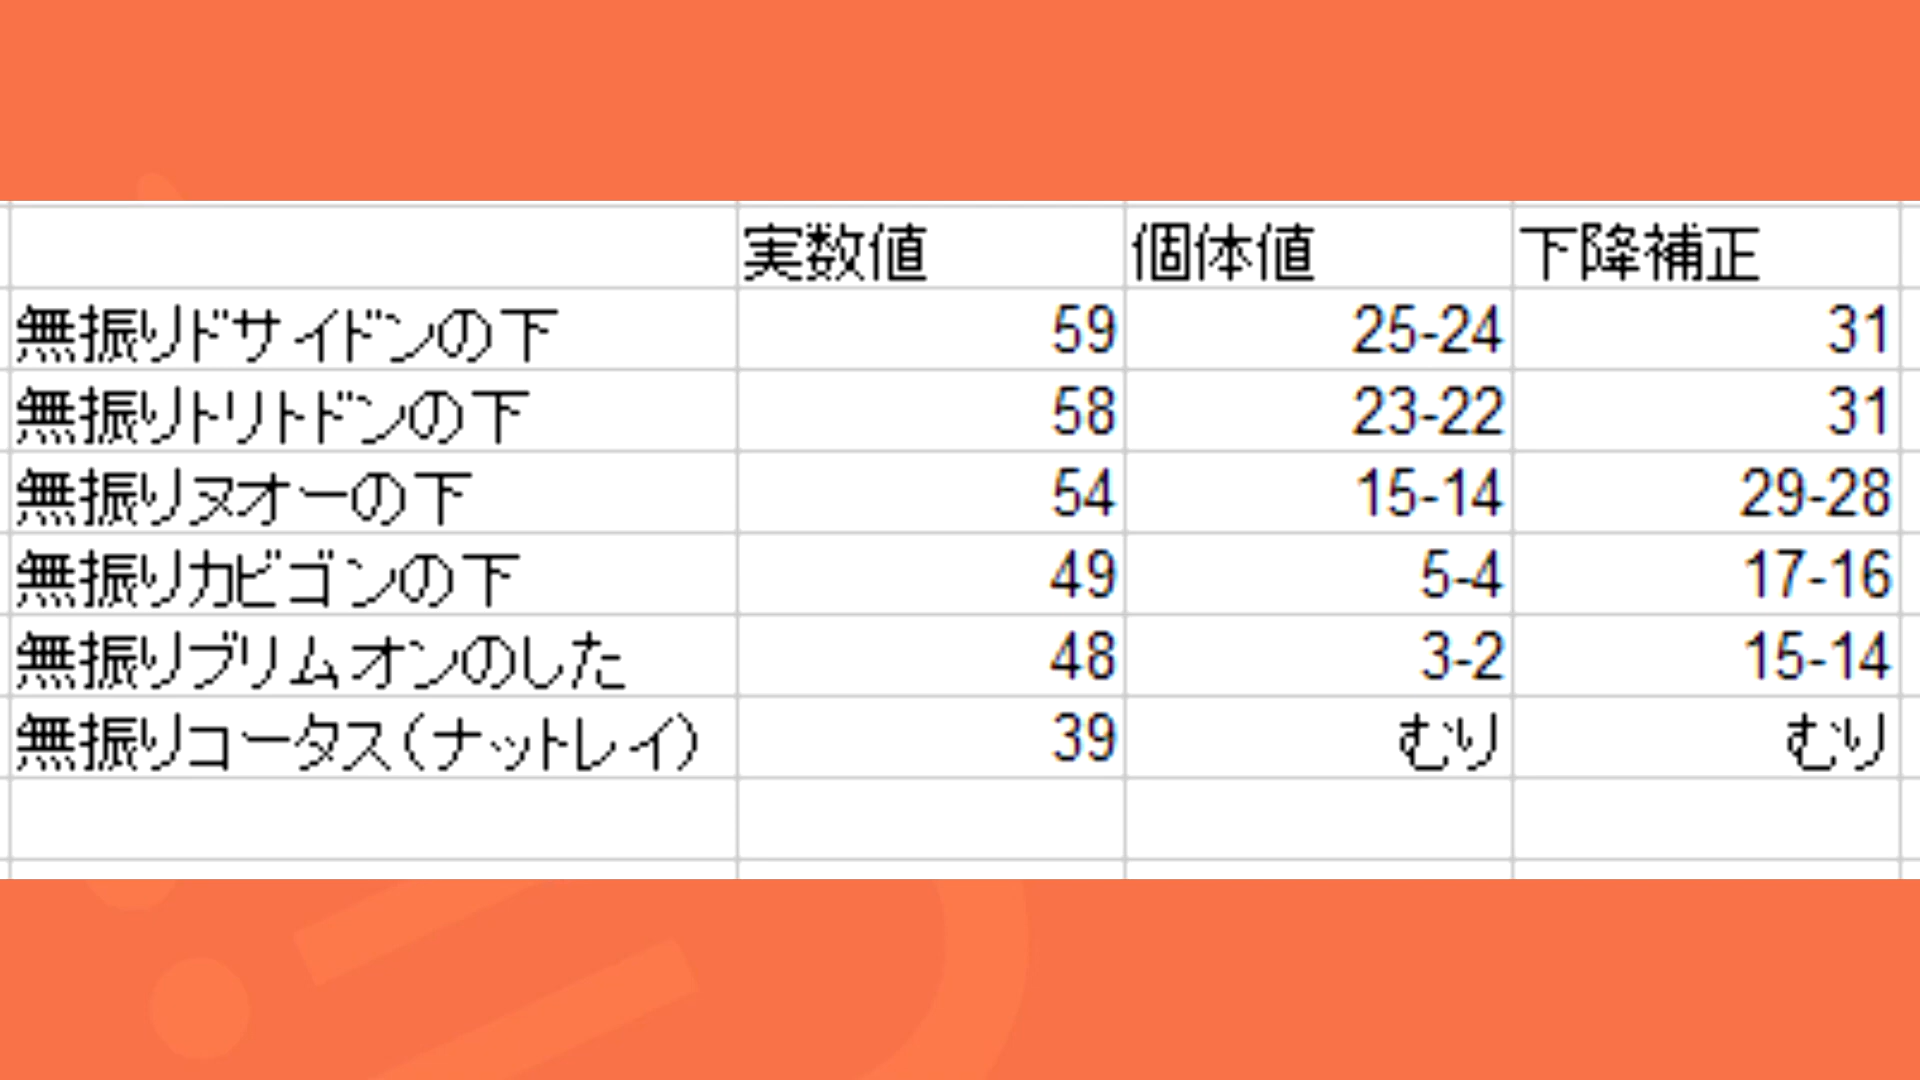 実数値 個体値 下降補正
無振りドサイドンの下 59 25-24 31
無振りトリトドンの下 58 23-22 31
無振りヌオーの下 54 15-14 29-28
無振りカビゴンの下 49 5-4 17-16
無振りブリムオンのした 48 3-2 15-14
無振りコータス(ナットレイ) 39 むり むり